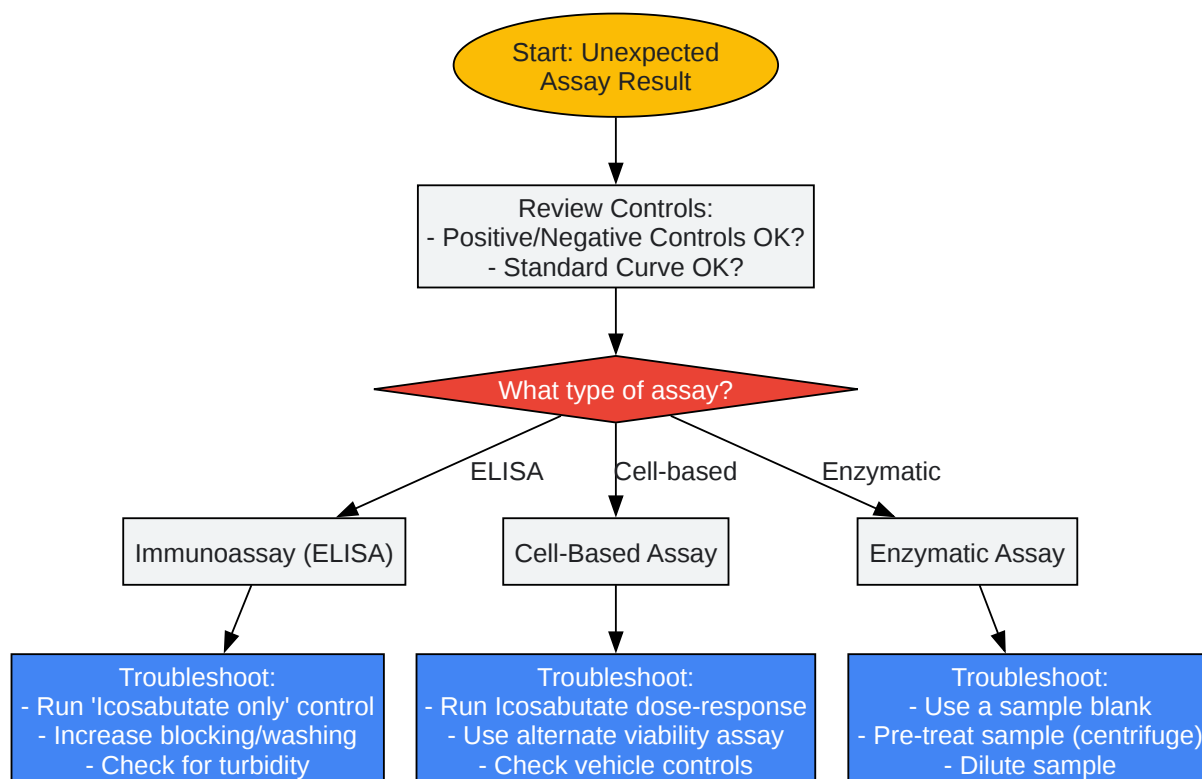 Start: Unexpected
Assay Result
Review Controls:
- Positive/Negative Controls OK?
- Standard Curve OK?
What type of assay?
ELISA
Cell-based
Enzymatic
Immunoassay (ELISA)
Cell-Based Assay
Enzymatic Assay
Troubleshoot:
- Run 'Icosabutate only' control
- Increase blocking/washing
- Check for turbidity
Troubleshoot:
- Run Icosabutate dose-response
- Use alternate viability assay
- Check vehicle controls
Troubleshoot:
- Use a sample blank
- Pre-treat sample (centrifuge)
- Dilute sample